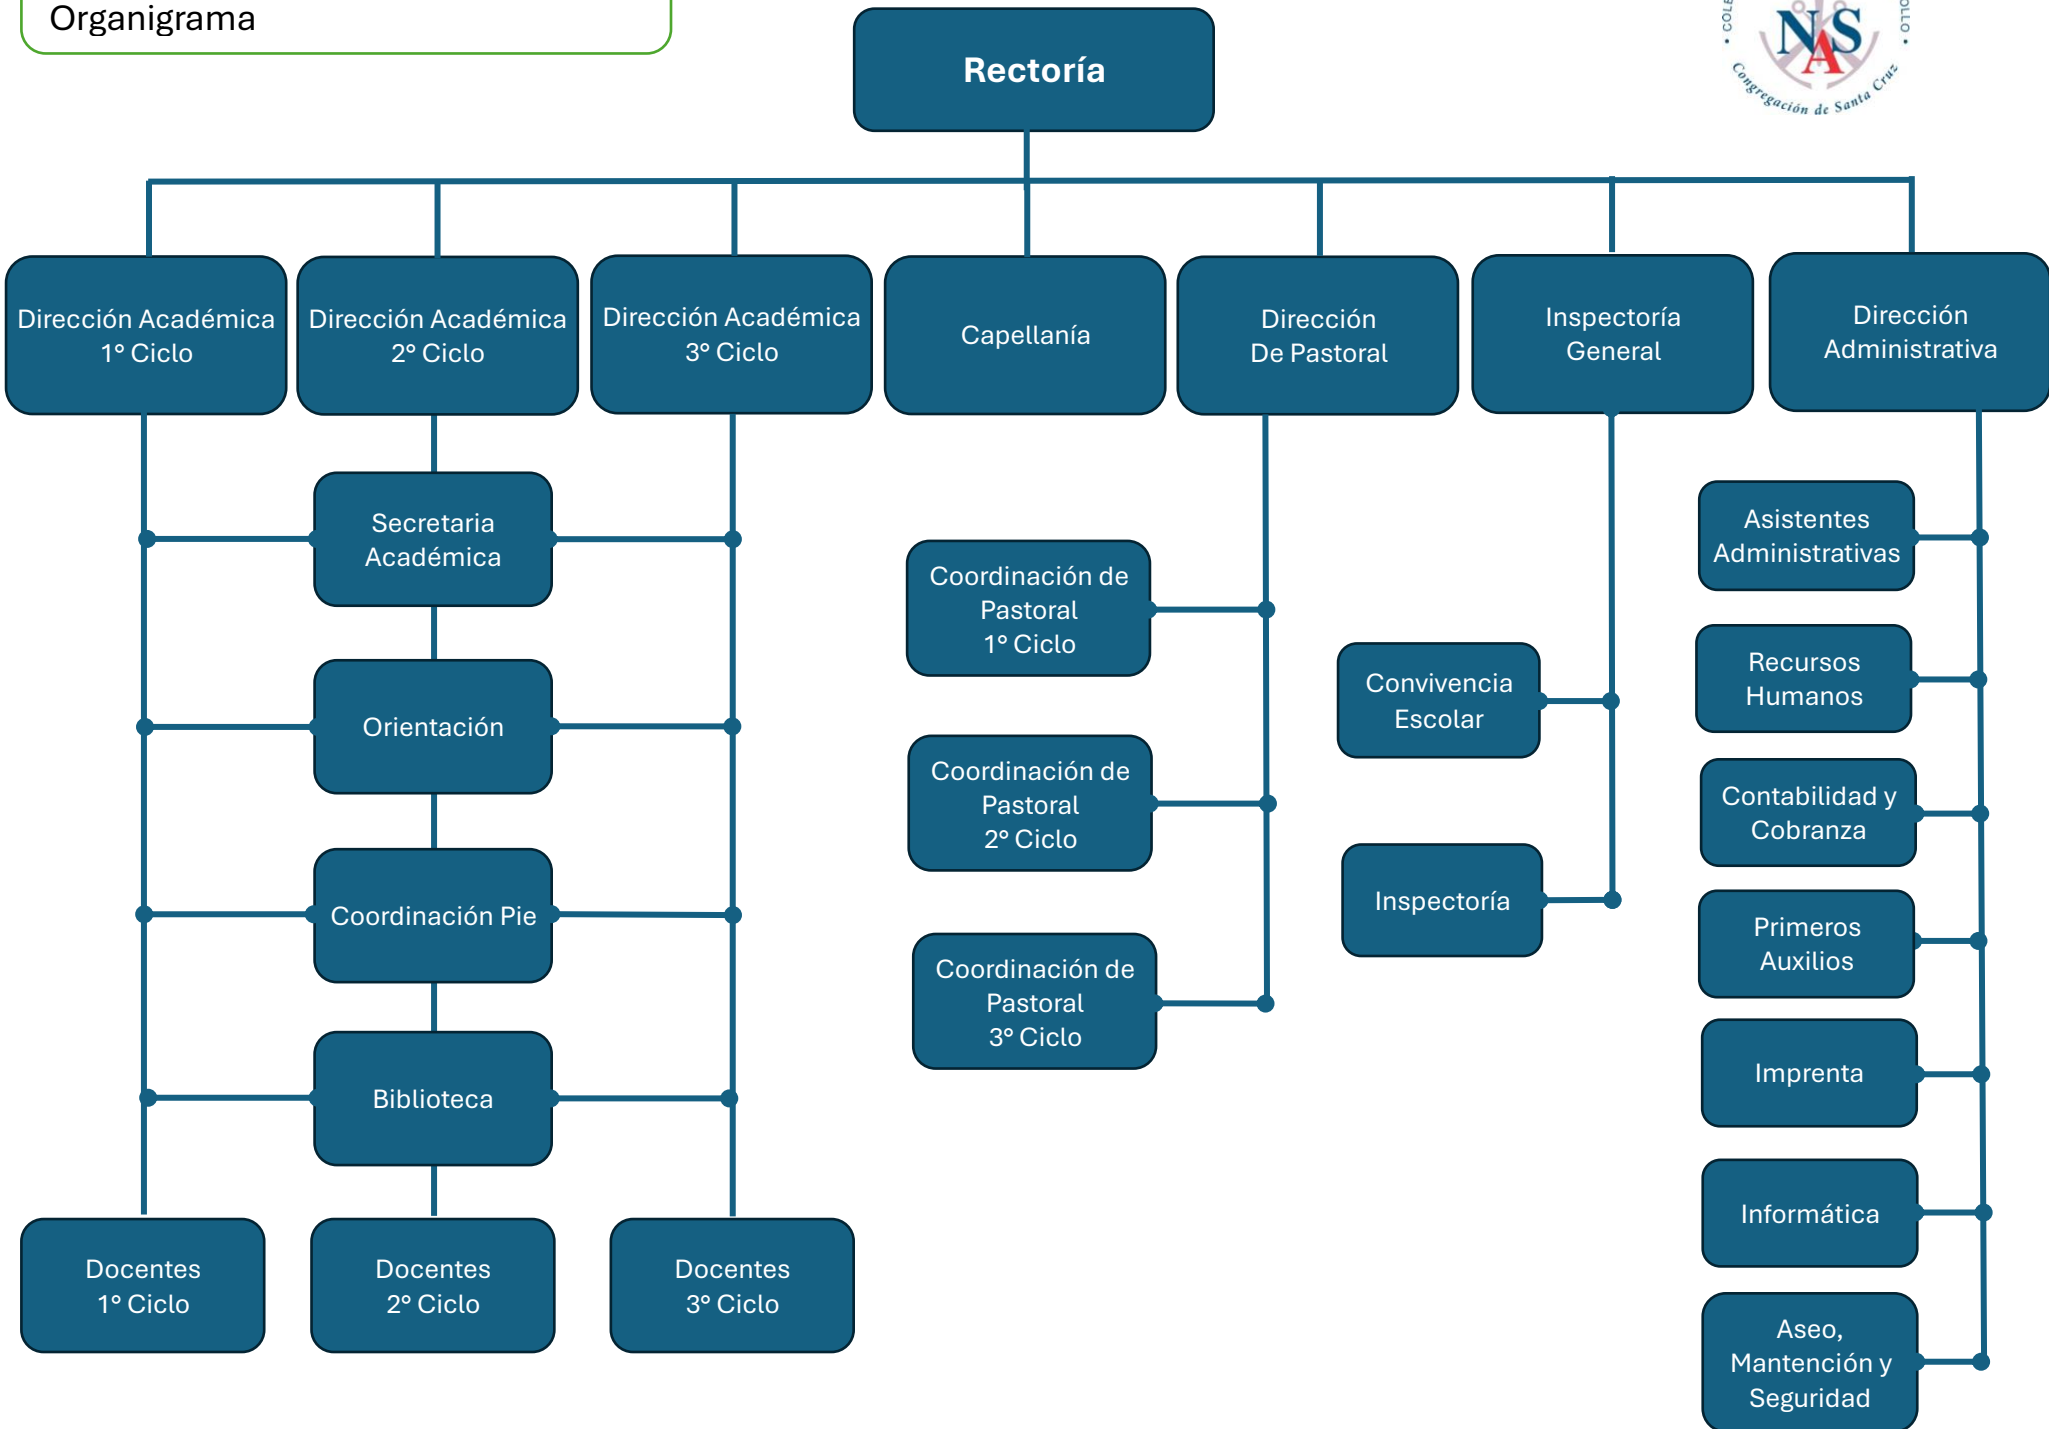 Organigrama
NAS
Congregación de Santa Cruz
Rectoría
Dirección Académica
1° Ciclo
Dirección Académica
2° Ciclo
Dirección Académica
3° Ciclo
Capellanía
Dirección
De Pastoral
Inspectoría
General
Dirección
Administrativa
Secretaria
Académica
Orientación
Coordinación Pie
Biblioteca
Docentes
1° Ciclo
Docentes
2° Ciclo
Docentes
3° Ciclo
Coordinación de
Pastoral
1° Ciclo
Coordinación de
Pastoral
2° Ciclo
Coordinación de
Pastoral
3° Ciclo
Convivencia
Escolar
Inspectoría
Asistentes
Administrativas
Recursos
Humanos
Contabilidad y
Cobranza
Primeros
Auxilios
Imprenta
Informática
Aseo,
Mantención y
Seguridad